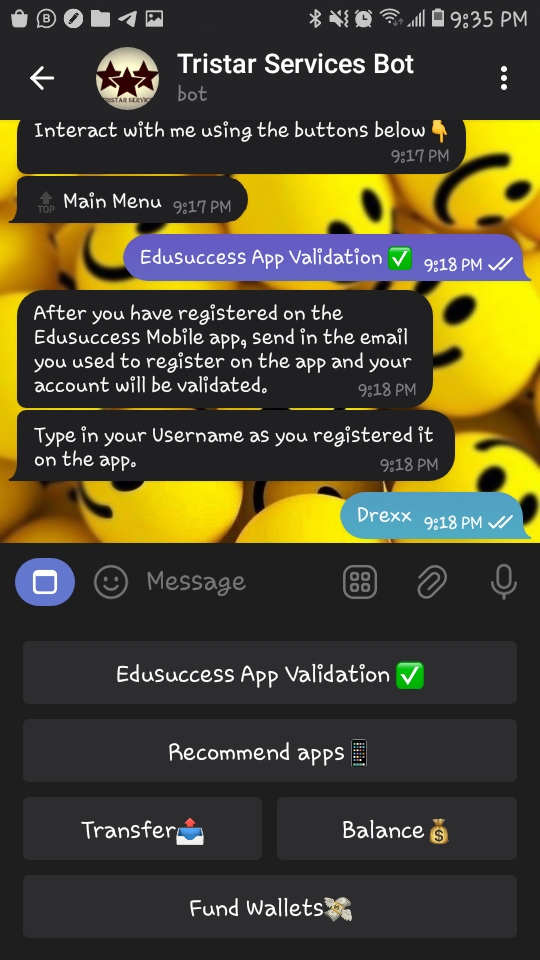 9:35 PM
Tristar Services Bot
bot
TRISTAR SERVICE
Interact with me using the buttons below👇
9:17 PM
TOP Main Menu 9:17 PM
Edusuccess App Validation ✅ 9:18 PM
After you have registered on the
Edusuccess Mobile app, send in the email
you used to register on the app and your
account will be validated. 9:18 PM
Type in your Username as you registered it
on the app. 9:18 PM
Drexx 9:18 PM
Message
Edusuccess App Validation ✅
Recommend apps📱
Transfer📤
Balance💰
Fund Wallets💸